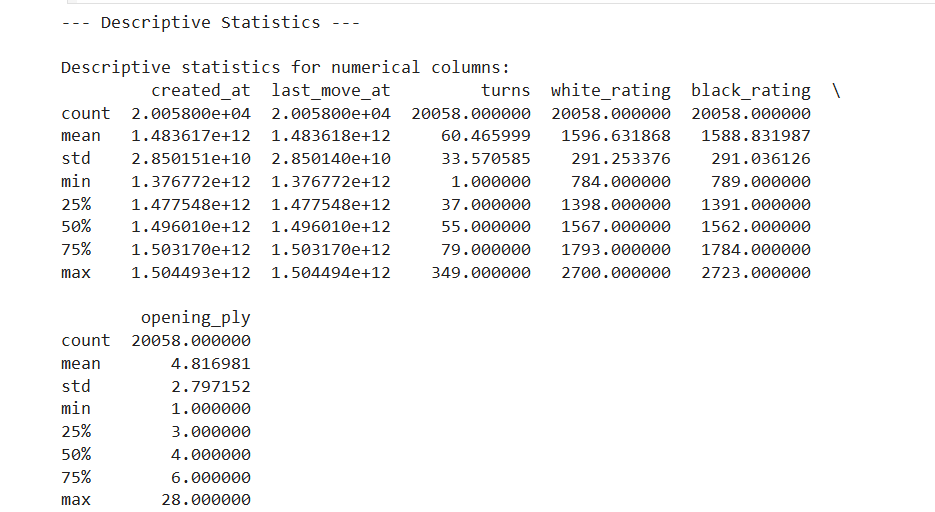 --- Descriptive Statistics ---
Descriptive statistics for numerical columns:
         created_at  last_move_at         turns  white_rating  black_rating  \
count  2.005800e+04  2.005800e+04  20058.000000  20058.000000  20058.000000
mean   1.483617e+12  1.483618e+12     60.465999   1596.631868   1588.831987
std    2.850151e+10  2.850140e+10     33.570585    291.253376    291.036126
min    1.376772e+12  1.376772e+12      1.000000    784.000000    789.000000
25%    1.477548e+12  1.477548e+12     37.000000   1398.000000   1391.000000
50%    1.496010e+12  1.496010e+12     55.000000   1567.000000   1562.000000
75%    1.503170e+12  1.503170e+12     79.000000   1793.000000   1784.000000
max    1.504493e+12  1.504494e+12    349.000000   2700.000000   2723.000000
        opening_ply
count  20058.000000
mean       4.816981
std        2.797152
min        1.000000
25%        3.000000
50%        4.000000
75%        6.000000
max       28.000000